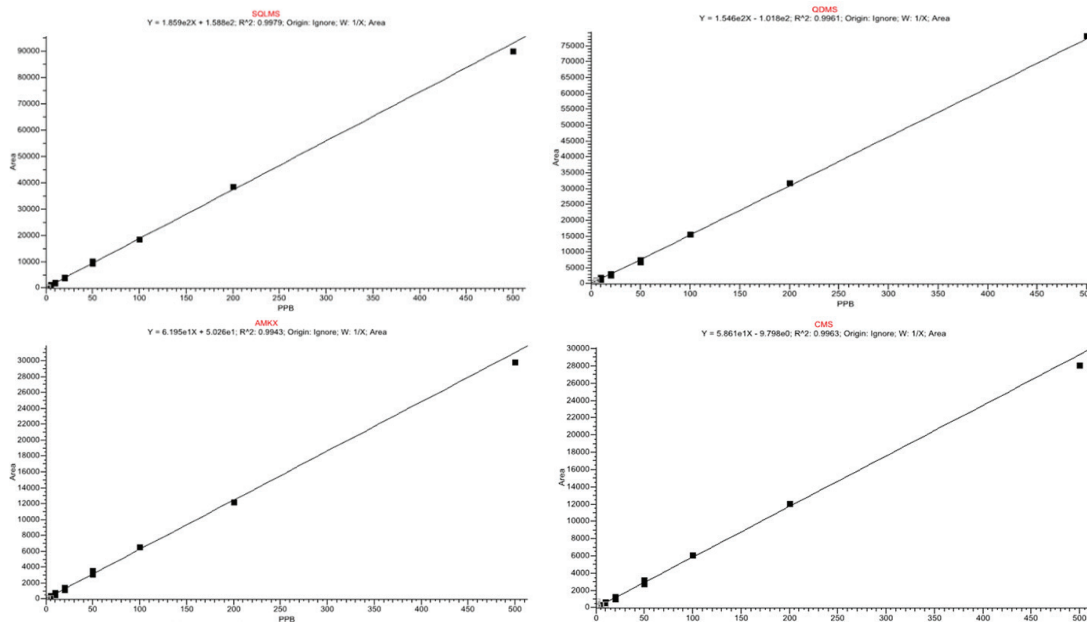 SQLMS
Y = 1.859e2X + 1.588e2; R^2: 0.9979; Origin: Ignore; W: 1/X; Area
90000
80000
70000
60000
50000
40000
30000
20000
10000
0
Area
0 50 100 150 200 250 300 350 400 450 500
PPB
QDMS
Y = 1.546e2X - 1.018e2; R^2: 0.9961; Origin: Ignore; W: 1/X; Area
75000
70000
65000
60000
55000
50000
45000
40000
35000
30000
25000
20000
15000
10000
5000
0
Area
0 50 100 150 200 250 300 350 400 450 500
PPB
AMKX
Y = 6.195e1X + 5.026e1; R^2: 0.9943; Origin: Ignore; W: 1/X; Area
30000
28000
26000
24000
22000
20000
18000
16000
14000
12000
10000
8000
6000
4000
2000
0
Area
0 50 100 150 200 250 300 350 400 450 500
PPB
CMS
Y = 5.861e1X - 9.798e0; R^2: 0.9963; Origin: Ignore; W: 1/X; Area
30000
28000
26000
24000
22000
20000
18000
16000
14000
12000
10000
8000
6000
4000
2000
0
Area
0 50 100 150 200 250 300 350 400 450 500
PPB